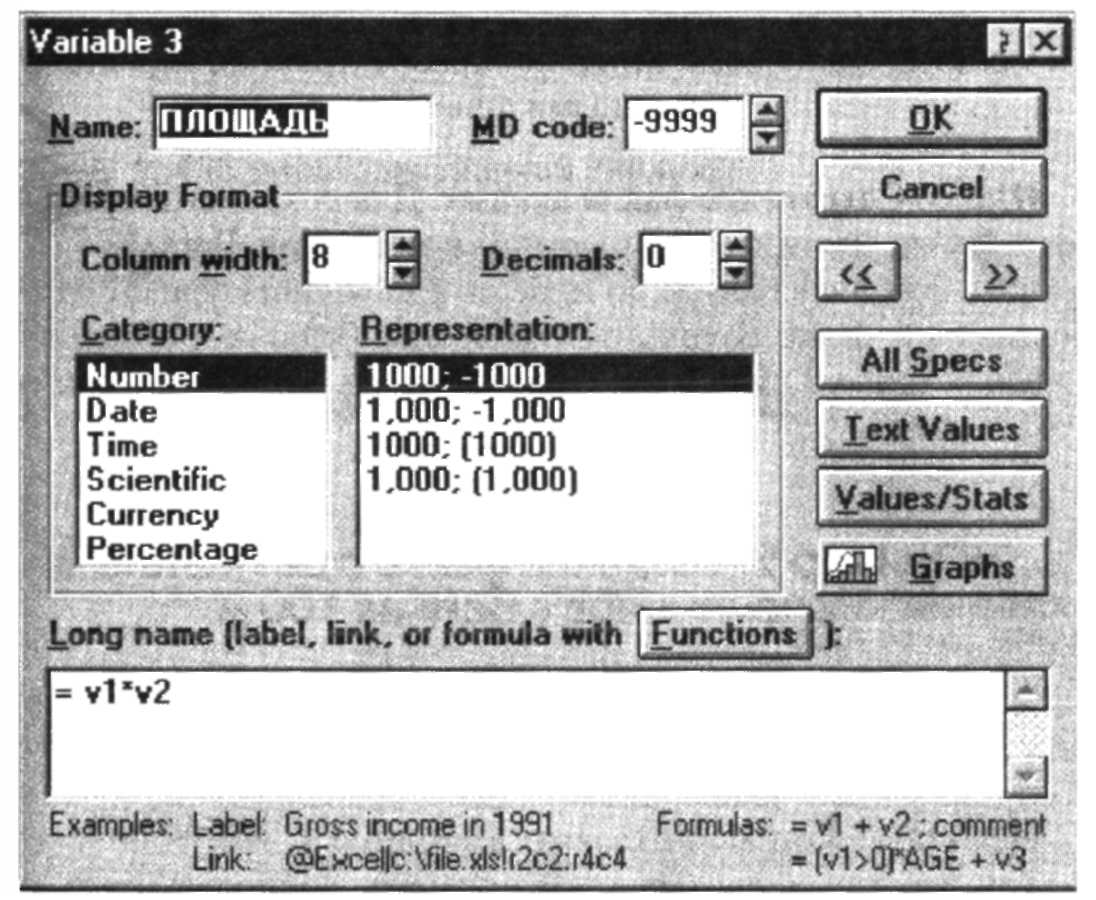 Variable 3
Name: ПЛОЩАДЬ MD code: -9999 OK
Cancel
Display Format
Column width: 8 Decimals: 0 << >>
Category: Representation:
Number 1000; -1000 All Specs
Date 1,000; -1,000
Time 1000; (1000) Text Values
Scientific 1,000; (1,000)
Currency Values/Stats
Percentage Graphs
Long name (label, link, or formula with Functions ):
= v1*v2
Examples: Label: Gross income in 1991 Formulas: = v1 + v2 ; comment
Link: @Excel|c:\file.xls!r2c2:r4c4 = (v1>0)*AGE + v3